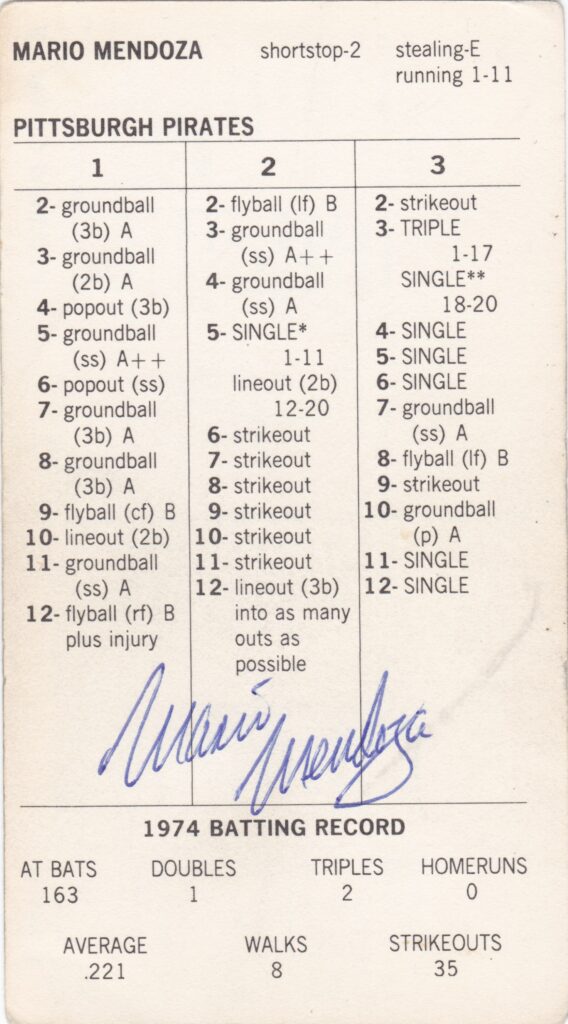 MARIO MENDOZA shortstop-2 stealing-E
running 1-11
PITTSBURGH PIRATES
1
2- groundball
(3b) A
3- groundball
(2b) A
4- popout (3b)
5- groundball
(ss) A++
6- popout (ss)
7- groundball
(3b) A
8- groundball
(3b) A
9- flyball (cf) B
10- lineout (2b)
11- groundball
(ss) A
12- flyball (rf) B
plus injury
2
2- flyball (lf) B
3- groundball
(ss) A++
4- groundball
(ss) A
5- SINGLE*
1-11
lineout (2b)
12-20
6- strikeout
7- strikeout
8- strikeout
9- strikeout
10- strikeout
11- strikeout
12- lineout (3b)
into as many
outs as
possible
3
2- strikeout
3- TRIPLE
1-17
SINGLE**
18-20
4- SINGLE
5- SINGLE
6- SINGLE
7- groundball
(ss) A
8- flyball (lf) B
9- strikeout
10- groundball
(p) A
11- SINGLE
12- SINGLE
Mario Mendoza
1974 BATTING RECORD
AT BATS DOUBLES TRIPLES HOMERUNS
163 1 2 0
AVERAGE WALKS STRIKEOUTS
.221 8 35